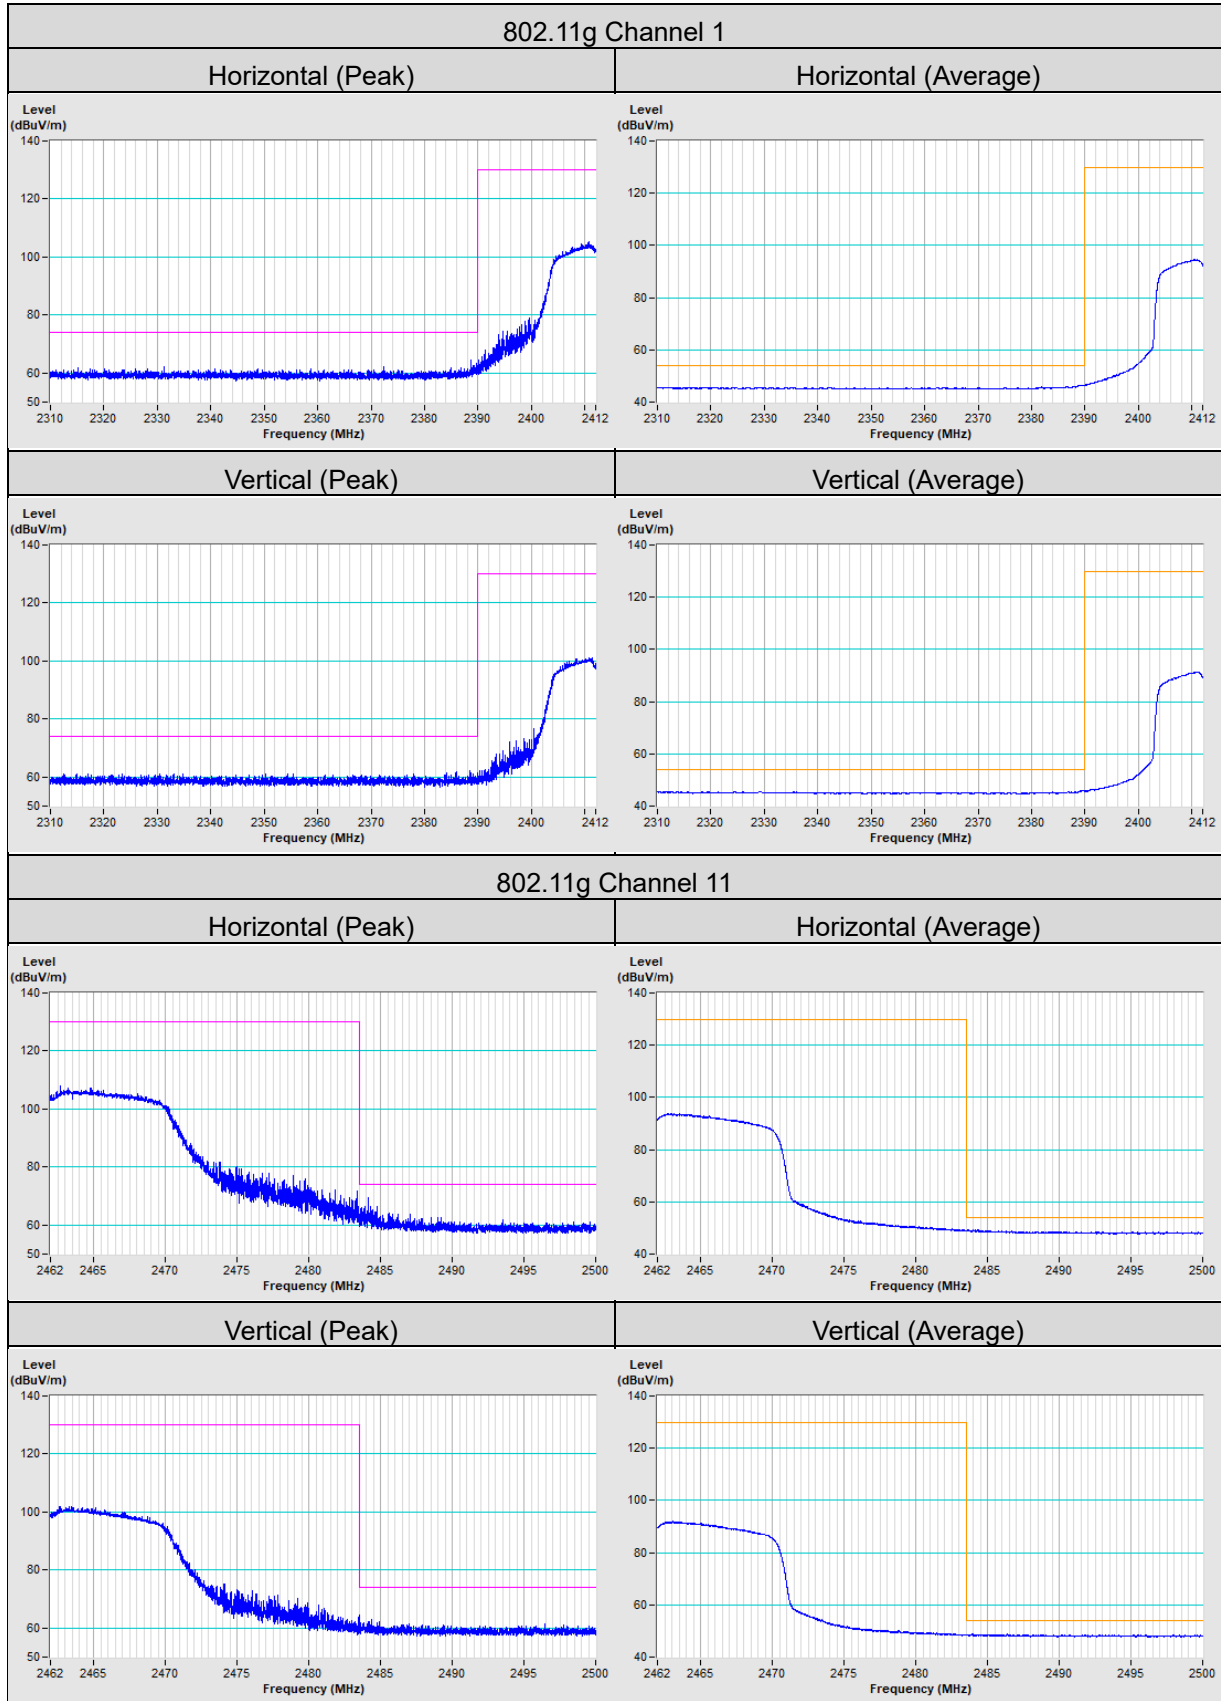 802.11g Channel 1
Horizontal (Peak) Horizontal (Average)
Level Level
(dBuV/m) (dBuV/m)
140 140
120 120
100 100
80 80
60 60
50 40
2310 2320 2330 2340 2350 2360 2370 2380 2390 2400 2412 2310 2320 2330 2340 2350 2360 2370 2380 2390 2400 2412
Frequency (MHz) Frequency (MHz)
Vertical (Peak) Vertical (Average)
Level Level
(dBuV/m) (dBuV/m)
140 140
120 120
100 100
80 80
60 60
50 40
2310 2320 2330 2340 2350 2360 2370 2380 2390 2400 2412 2310 2320 2330 2340 2350 2360 2370 2380 2390 2400 2412
Frequency (MHz) Frequency (MHz)
802.11g Channel 11
Horizontal (Peak) Horizontal (Average)
Level Level
(dBuV/m) (dBuV/m)
140 140
120 120
100 100
80 80
60 60
50 40
2462 2465 2470 2475 2480 2485 2490 2495 2500 2462 2465 2470 2475 2480 2485 2490 2495 2500
Frequency (MHz) Frequency (MHz)
Vertical (Peak) Vertical (Average)
Level Level
(dBuV/m) (dBuV/m)
140 140
120 120
100 100
80 80
60 60
50 40
2462 2465 2470 2475 2480 2485 2490 2495 2500 2462 2465 2470 2475 2480 2485 2490 2495 2500
Frequency (MHz) Frequency (MHz)